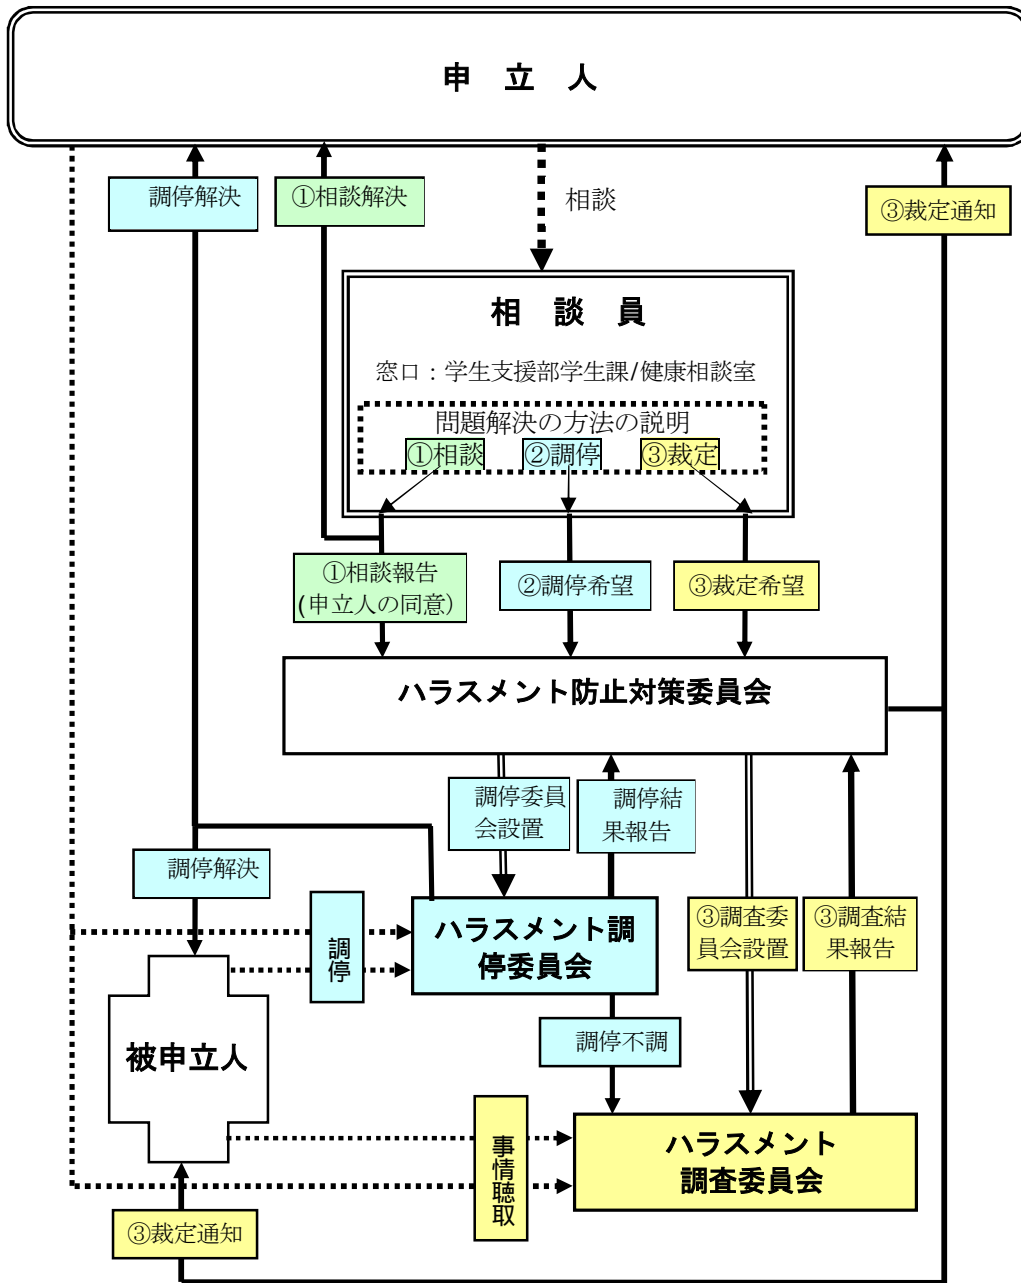 申 立 人
調停解決
①相談解決
相談
③裁定通知
相 談 員
窓口：学生支援部学生課/健康相談室
問題解決の方法の説明
①相談
②調停
③裁定
①相談報告
(申立人の同意）
②調停希望
③裁定希望
ハラスメント防止対策委員会
調停委員
会設置
調停結
果報告
調停解決
③調査委
員会設置
③調査結
果報告
調停
ハラスメント調
停委員会
調停不調
被申立人
事情聴取
ハラスメント
調査委員会
③裁定通知